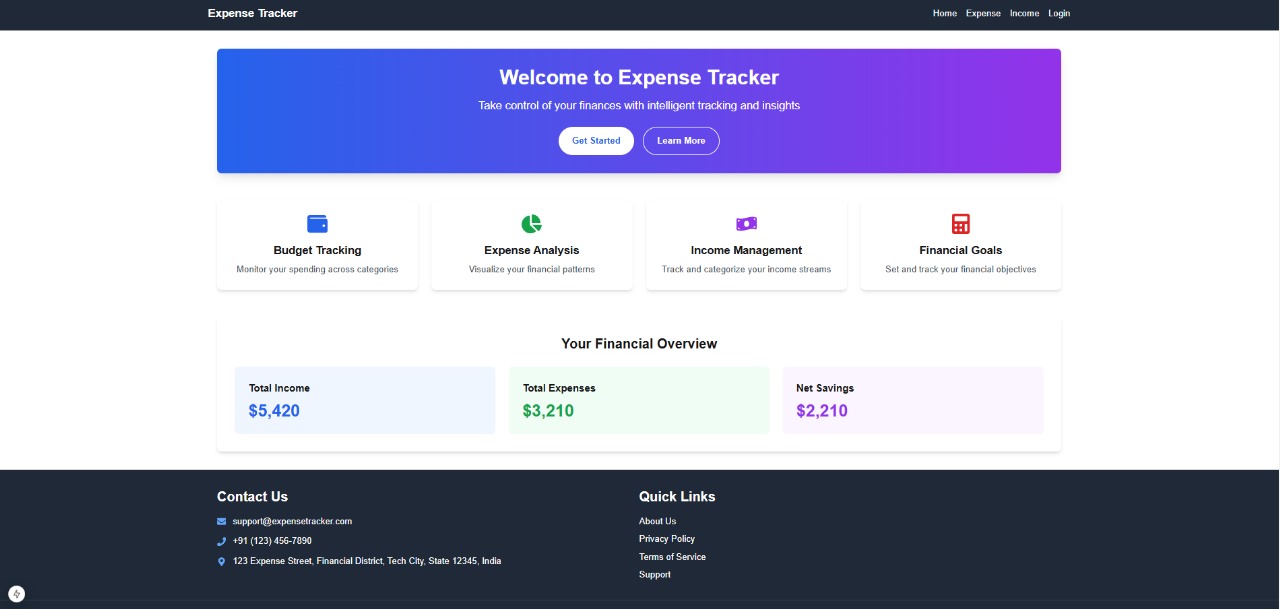 Expense Tracker
Home Expense Income Login
Welcome to Expense Tracker
Take control of your finances with intelligent tracking and insights
Get Started Learn More
Budget Tracking
Monitor your spending across categories
Expense Analysis
Visualize your financial patterns
Income Management
Track and categorize your income streams
Financial Goals
Set and track your financial objectives
Your Financial Overview
Total Income
$5,420
Total Expenses
$3,210
Net Savings
$2,210
Contact Us
support@expensetracker.com
+91 (123) 456-7890
123 Expense Street, Financial District, Tech City, State 12345, India
Quick Links
About Us
Privacy Policy
Terms of Service
Support